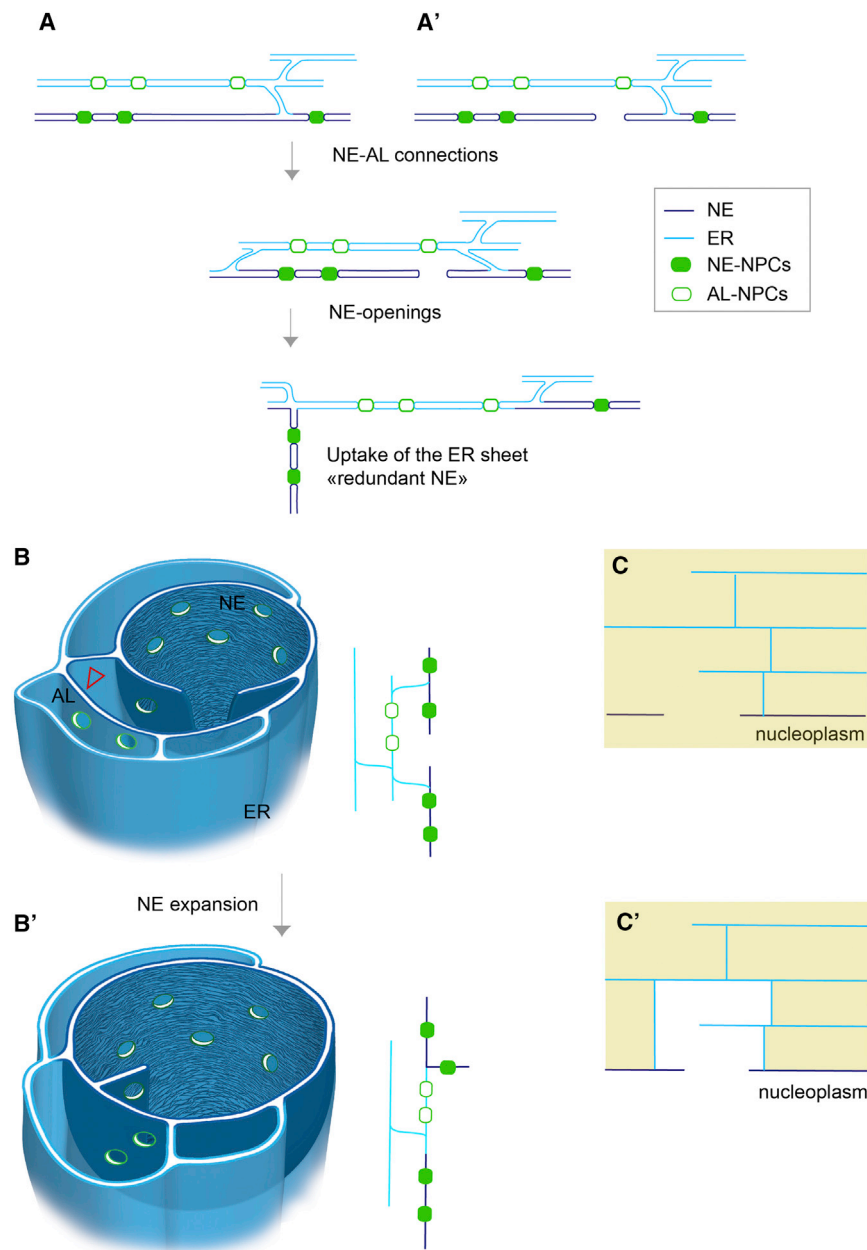 A
A'
NE-AL connections
NE
ER
NE-NPCs
AL-NPCs
NE-openings
Uptake of the ER sheet
«redundant NE»
B
NE
AL
ER
C
nucleoplasm
NE expansion
B'
C'
nucleoplasm